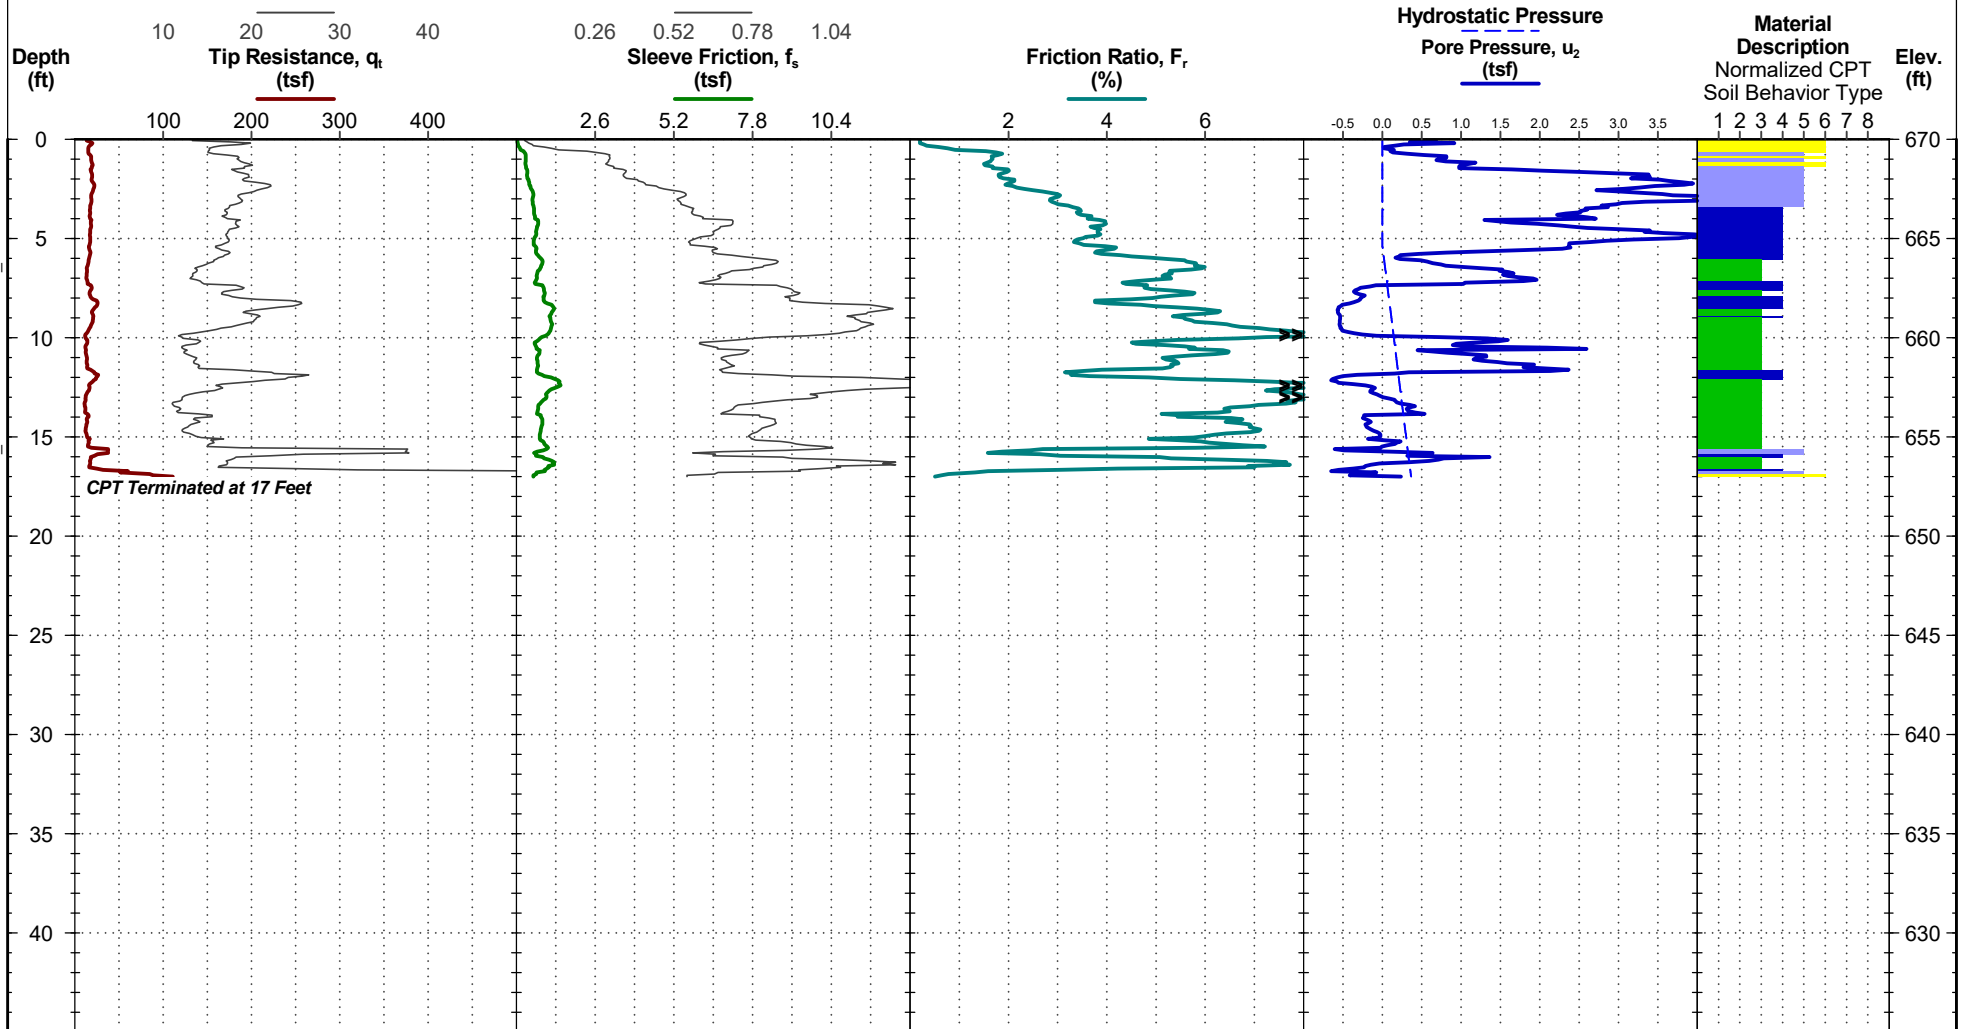 10 20 30 40
0.26 0.52 0.78 1.04
Hydrostatic Pressure
Depth
(ft)
Tip Resistance, qt
(tsf)
Sleeve Friction, fs
(tsf)
Friction Ratio, Fr
(%)
Pore Pressure, u2
(tsf)
Material
Description
Normalized CPT
Soil Behavior Type
Elev.
(ft)
100 200 300 400
2.6 5.2 7.8 10.4
2 4 6
-0.5 0.0 0.5 1.0 1.5 2.0 2.5 3.0 3.5
1 2 3 4 5 6 7 8
0 670
5 665
10 >> 660
>>
>>
15 655
CPT Terminated at 17 Feet
20 650
25 645
30 640
35 635
40 630